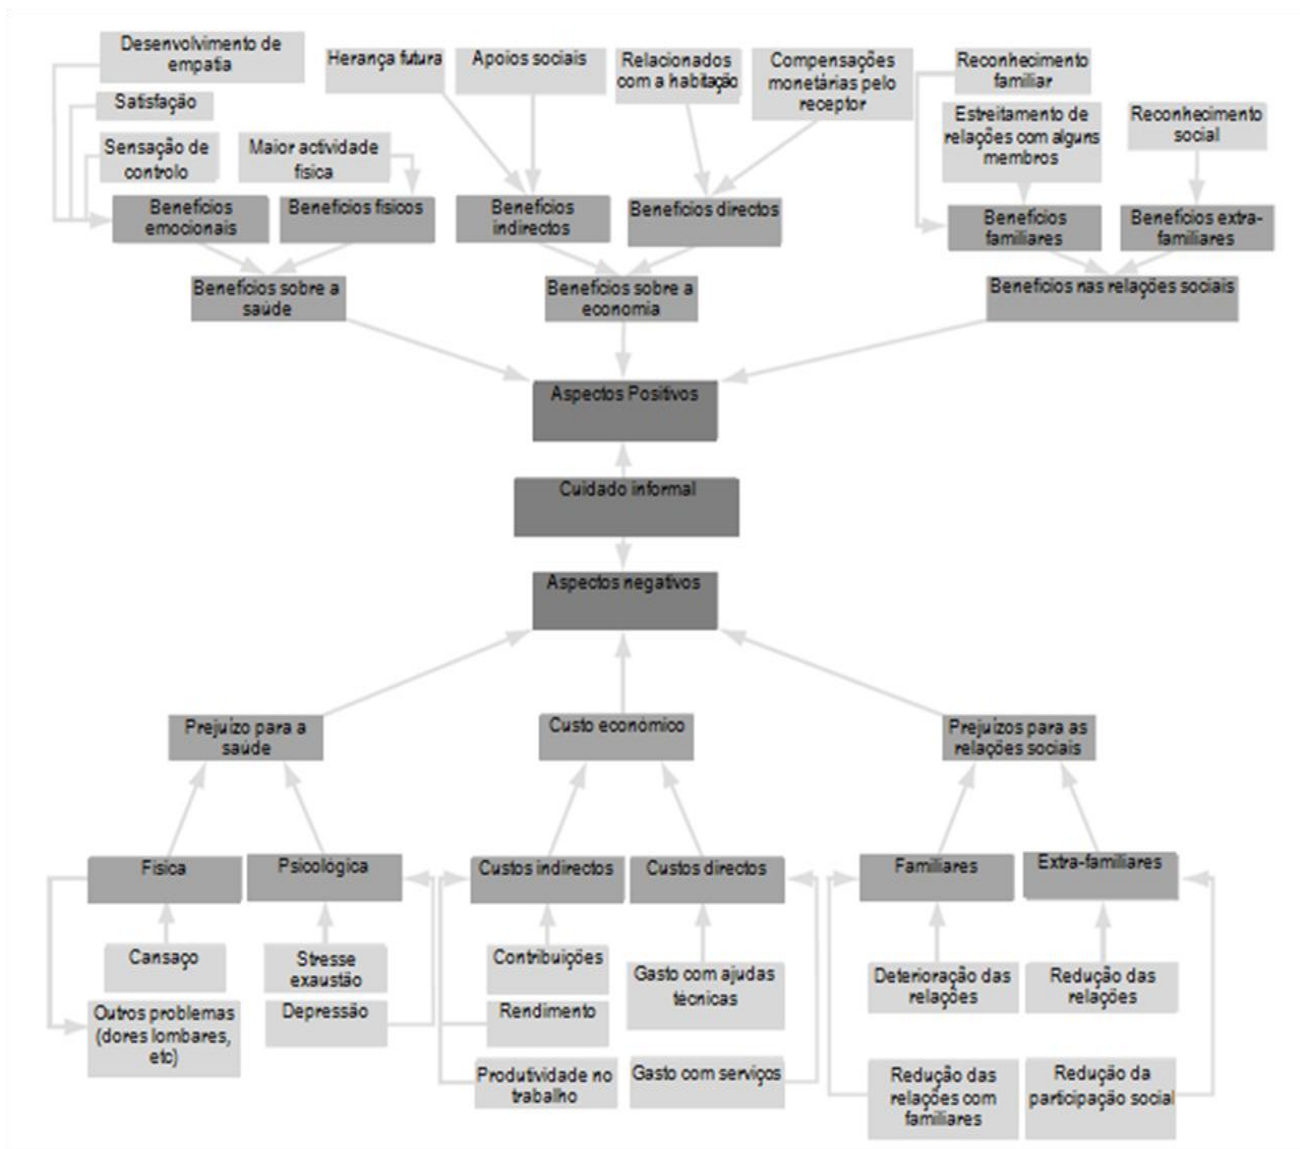 Desenvolvimento de
empatia
Satisfação
Sensação de
controlo
Maior actividade
física
Herança futura
Apoios sociais
Relacionados
com a habitação
Compensações
monetárias pelo
receptor
Reconhecimento
familiar
Estreitamento de
relações com alguns
membros
Reconhecimento
social
Benefícios
emocionais
Benefícios físicos
Benefícios
indirectos
Benefícios directos
Benefícios
familiares
Benefícios extra-
familiares
Benefícios sobre a
saúde
Benefícios sobre a
economia
Benefícios nas relações sociais
Aspectos Positivos
Cuidado informal
Aspectos negativos
Prejuízo para a
saúde
Custo económico
Prejuízos para as
relações sociais
Física
Psicológica
Custos indirectos
Custos directos
Familiares
Extra-familiares
Cansaço
Outros problemas
(dores lombares,
etc)
Stresse
exaustão
Depressão
Contribuições
Rendimento
Produtividade no
trabalho
Gasto com ajudas
técnicas
Gasto com serviços
Deterioração das
relações
Redução das
relações com
familiares
Redução das
relações
Redução da
participação social